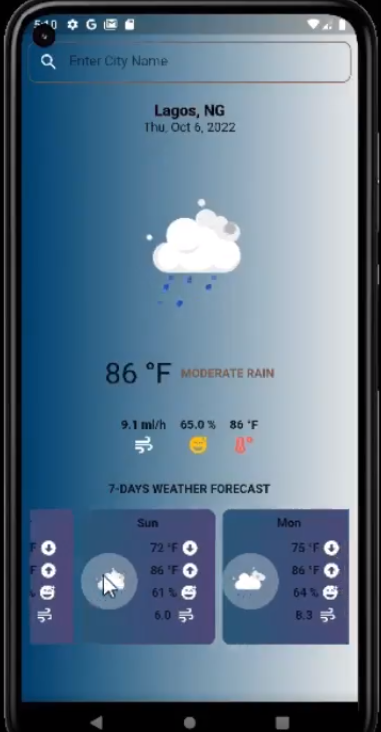 5:10
Enter City Name
Lagos, NG
Thu, Oct 6, 2022
86 °F MODERATE RAIN
9.1 mi/h 65.0 % 86 °F
7-DAYS WEATHER FORECAST
Sun Mon
F 72 °F 75 °F
F 86 °F 86 °F
% 61 % 64 %
6.0 8.3